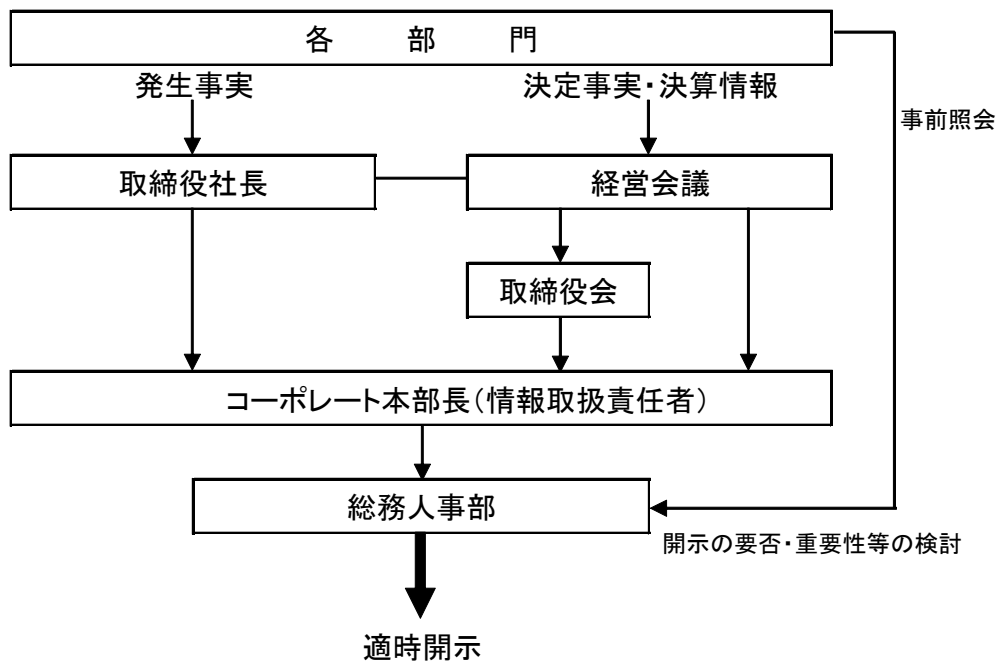 各　部　門
発生事実
決定事実・決算情報
事前照会
取締役社長
経営会議
取締役会
コーポレート本部長（情報取扱責任者）
総務人事部
開示の要否・重要性等の検討
適時開示